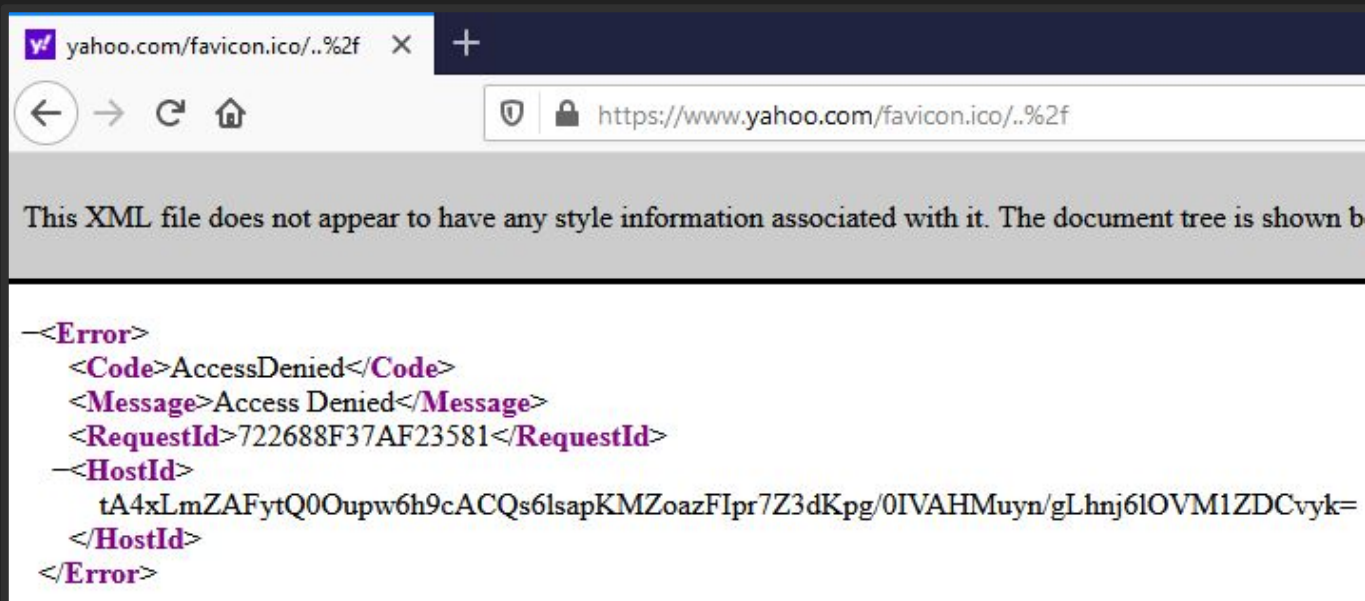 y! yahoo.com/favicon.ico/..%2f
https://www.yahoo.com/favicon.ico/..%2f
This XML file does not appear to have any style information associated with it. The document tree is shown
<Error>
<Code>AccessDenied</Code>
<Message>Access Denied</Message>
<RequestId>722688F37AF23581</RequestId>
<HostId>
tA4xLmZAFytQ0Oupw6h9cACQs6lsapKMZoazFIpr7Z3dKpg/0IVAHMuyn/gLhnj6lOVM1ZDCvyk=
</HostId>
</Error>